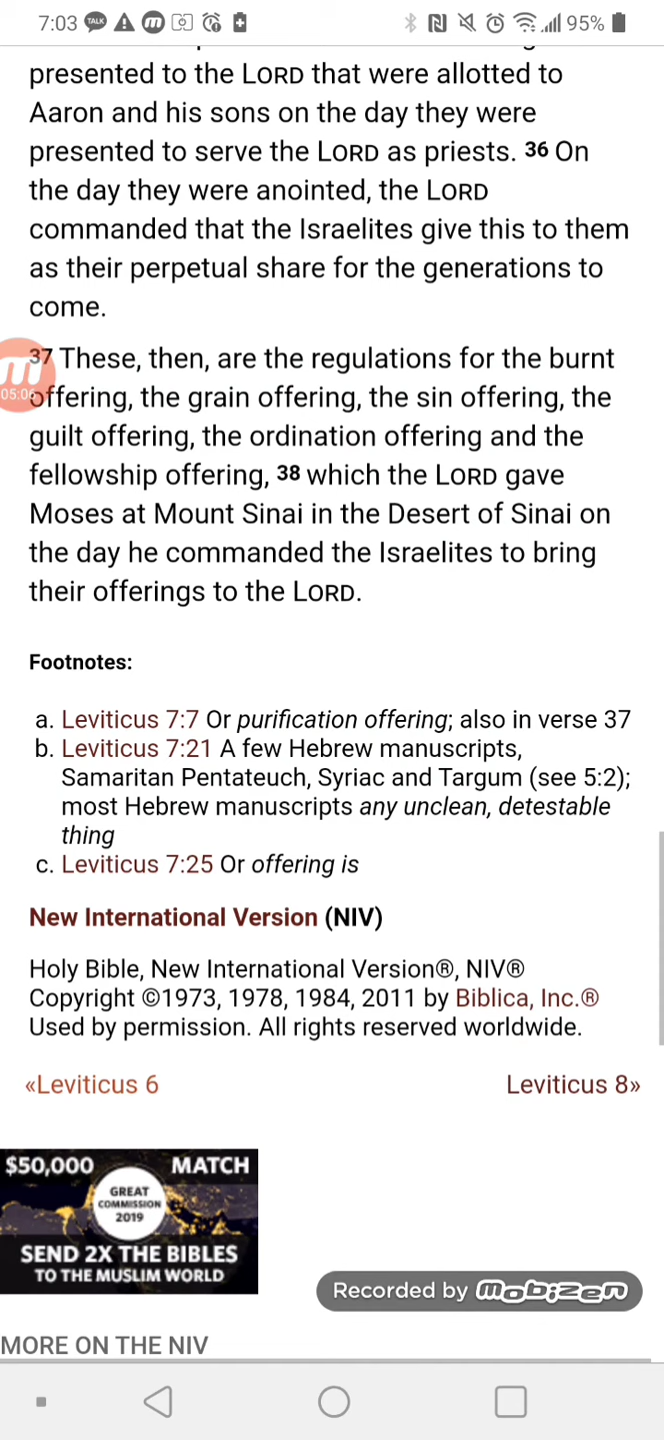 7:03 TALK m 95%
presented to the LORD that were allotted to
Aaron and his sons on the day they were
presented to serve the LORD as priests. 36 On
the day they were anointed, the LORD
commanded that the Israelites give this to them
as their perpetual share for the generations to
come.
37 These, then, are the regulations for the burnt
m
05:06
offering, the grain offering, the sin offering, the
guilt offering, the ordination offering and the
fellowship offering, 38 which the LORD gave
Moses at Mount Sinai in the Desert of Sinai on
the day he commanded the Israelites to bring
their offerings to the LORD.
Footnotes:
a. Leviticus 7:7 Or purification offering; also in verse 37
b. Leviticus 7:21 A few Hebrew manuscripts,
Samaritan Pentateuch, Syriac and Targum (see 5:2);
most Hebrew manuscripts any unclean, detestable
thing
c. Leviticus 7:25 Or offering is
New International Version (NIV)
Holy Bible, New International Version®, NIV®
Copyright ©1973, 1978, 1984, 2011 by Biblica, Inc.®
Used by permission. All rights reserved worldwide.
«Leviticus 6 Leviticus 8»
$50,000 MATCH
GREAT
COMMISSION
2019
SEND 2X THE BIBLES
TO THE MUSLIM WORLD
Recorded by mobizen
MORE ON THE NIV